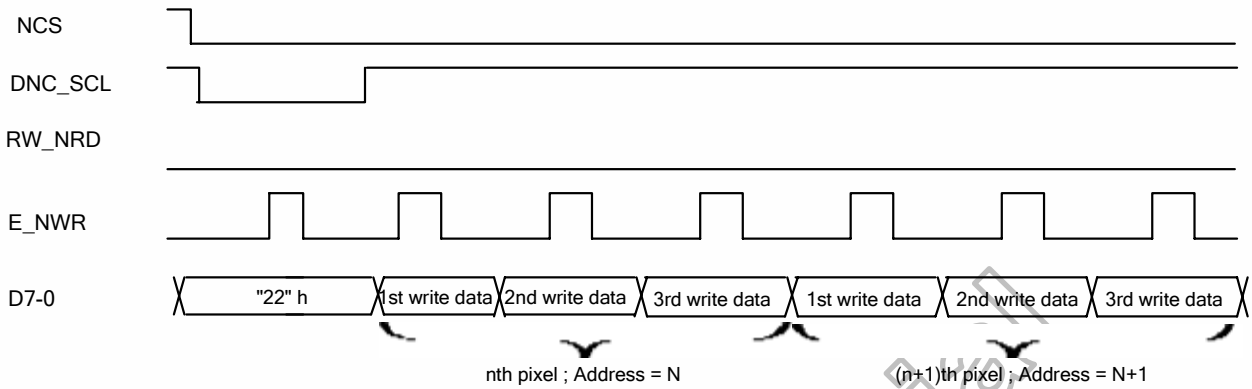 NCS
DNC_SCL
RW_NRD
E_NWR
D7-0 "22" h 1st write data 2nd write data 3rd write data 1st write data 2nd write data 3rd write data
nth pixel ; Address = N (n+1)th pixel ; Address = N+1